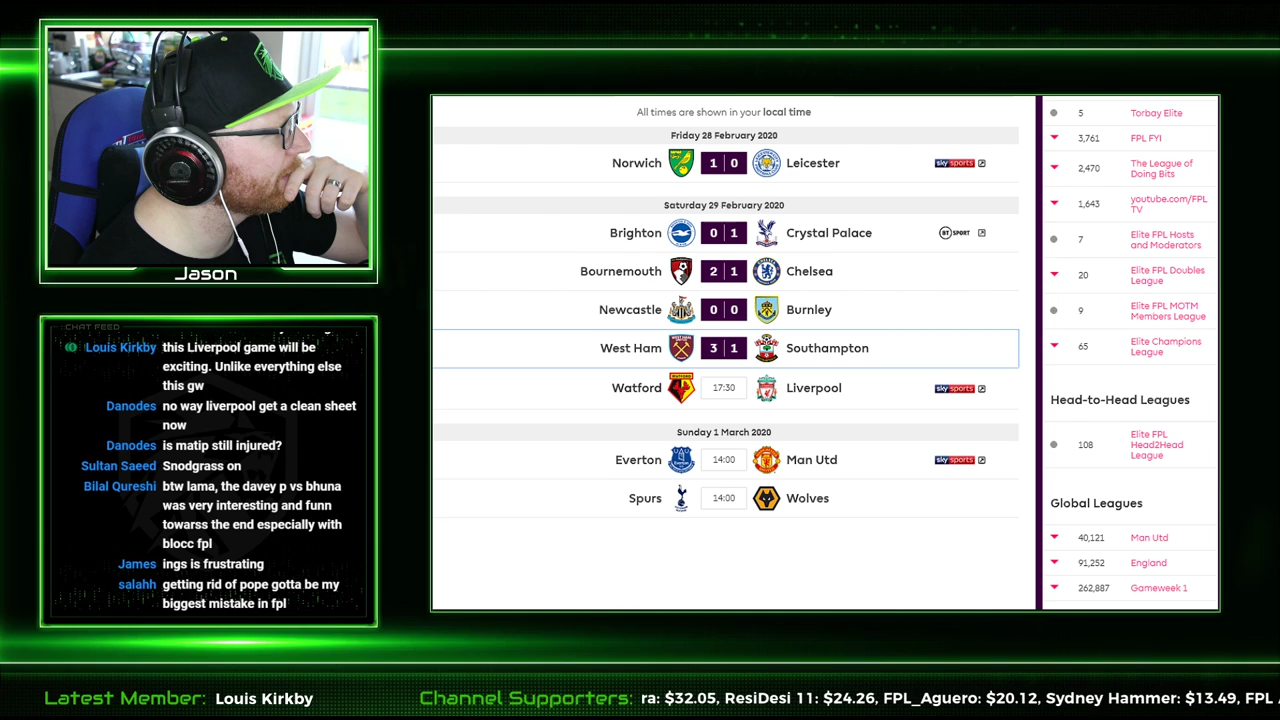 Jason
CHAT FEED
Louis Kirkby this Liverpool game will be
exciting. Unlike everything else
this gw
Danodes no way liverpool get a clean sheet
now
Danodes is matip still injured?
Sultan Saeed Snodgrass on
Bilal Qureshi btw lama, the davey p vs bhuna
was very interesting and funn
towarss the end especially with
blocc fpl
James ings is frustrating
salahh getting rid of pope gotta be my
biggest mistake in fpl
All times are shown in your local time
Friday 28 February 2020
Norwich 1 | 0 Leicester sky sports
Saturday 29 February 2020
Brighton 0 | 1 Crystal Palace BT SPORT
Bournemouth 2 | 1 Chelsea
Newcastle 0 | 0 Burnley
West Ham 3 | 1 Southampton
Watford 17:30 Liverpool sky sports
Sunday 1 March 2020
Everton 14:00 Man Utd sky sports
Spurs 14:00 Wolves
5 Torbay Elite
3,761 FPL FYI
2,470 The League of
Doing Bits
1,643 youtube.com/FPL
TV
7 Elite FPL Hosts
and Moderators
20 Elite FPL Doubles
League
9 Elite FPL MOTM
Members League
65 Elite Champions
League
Head-to-Head Leagues
108 Elite FPL
Head2Head
League
Global Leagues
40,121 Man Utd
91,252 England
262,887 Gameweek 1
Latest Member: Louis Kirkby
Channel Supporters: ra: $32.05, ResiDesi 11: $24.26, FPL_Aguero: $20.12, Sydney Hammer: $13.49, FPL